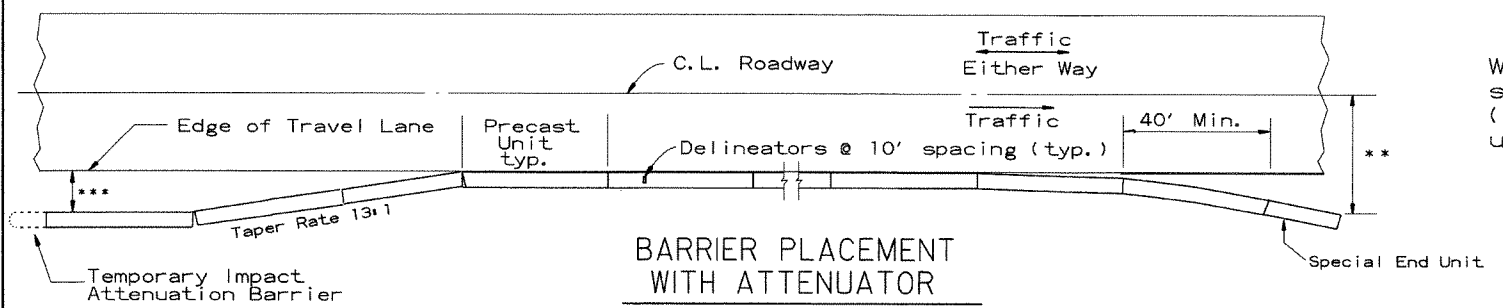 Traffic
Either Way
C.L. Roadway
W
s
(
u
Edge of Travel Lane
Precast
Unit
typ.
Traffic
40' Min.
Delineators @ 10' spacing (typ.)
**
***
Taper Rate 13:1
BARRIER PLACEMENT
WITH ATTENUATOR
Special End Unit
Temporary Impact
Attenuation Barrier